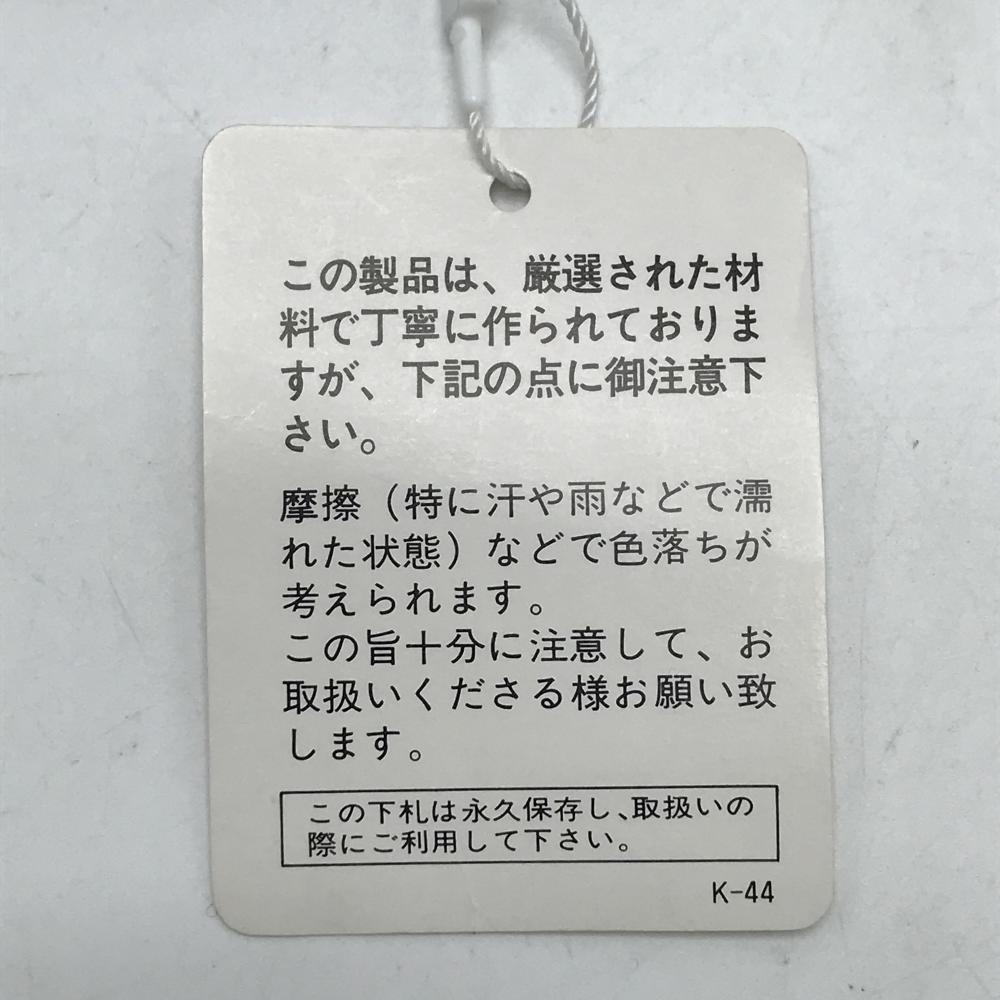 この製品は、厳選された材
料で丁寧に作られておりま
すが、下記の点に御注意下
さい。
摩擦（特に汗や雨などで濡
れた状態）などで色落ちが
考えられます。
この旨十分に注意して、お
取扱いくださる様お願い致
します。
この下札は永久保存し、取扱いの
際にご利用して下さい。
K-44